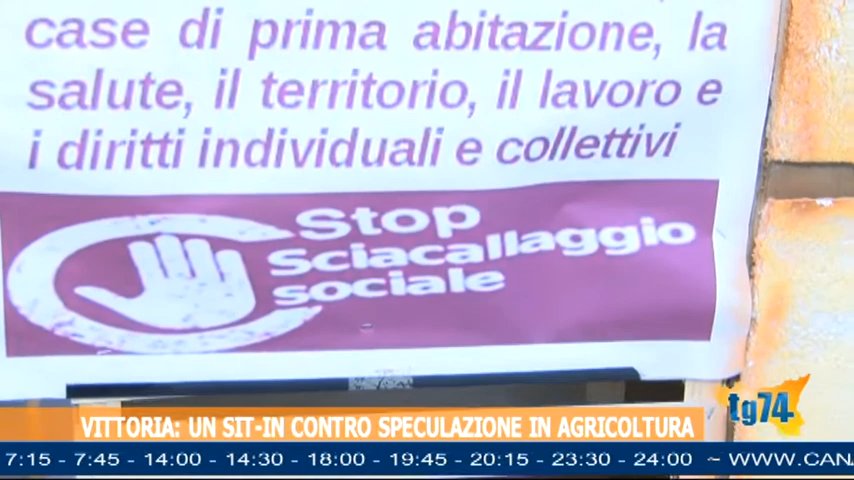 case di prima abitazione, la
salute, il territorio, il lavoro e
i diritti individuali e collettivi
Stop
Sciacallaggio
sociale
VITTORIA: UN SIT-IN CONTRO SPECULAZIONE IN AGRICOLTURA
tg74
7:15 - 7:45 - 14:00 - 14:30 - 18:00 - 19:45 - 20:15 - 23:30 - 24:00 ~ WWW.CANA